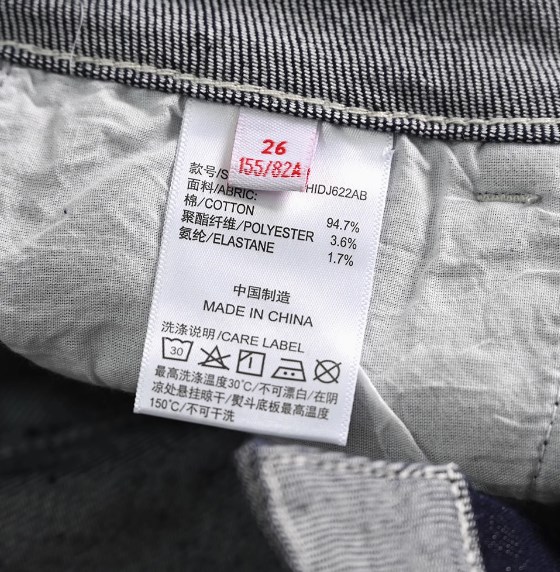 26
155/82A
款号/S HIDJ622AB
面料/ABRIC:
棉/COTTON 94.7%
聚酯纤维/POLYESTER 3.6%
氨纶/ELASTANE 1.7%
中国制造
MADE IN CHINA
洗涤说明/CARE LABEL
30
最高洗涤温度30℃/不可漂白/在阴
凉处悬挂晾干/熨斗底板最高温度
150℃/不可干洗